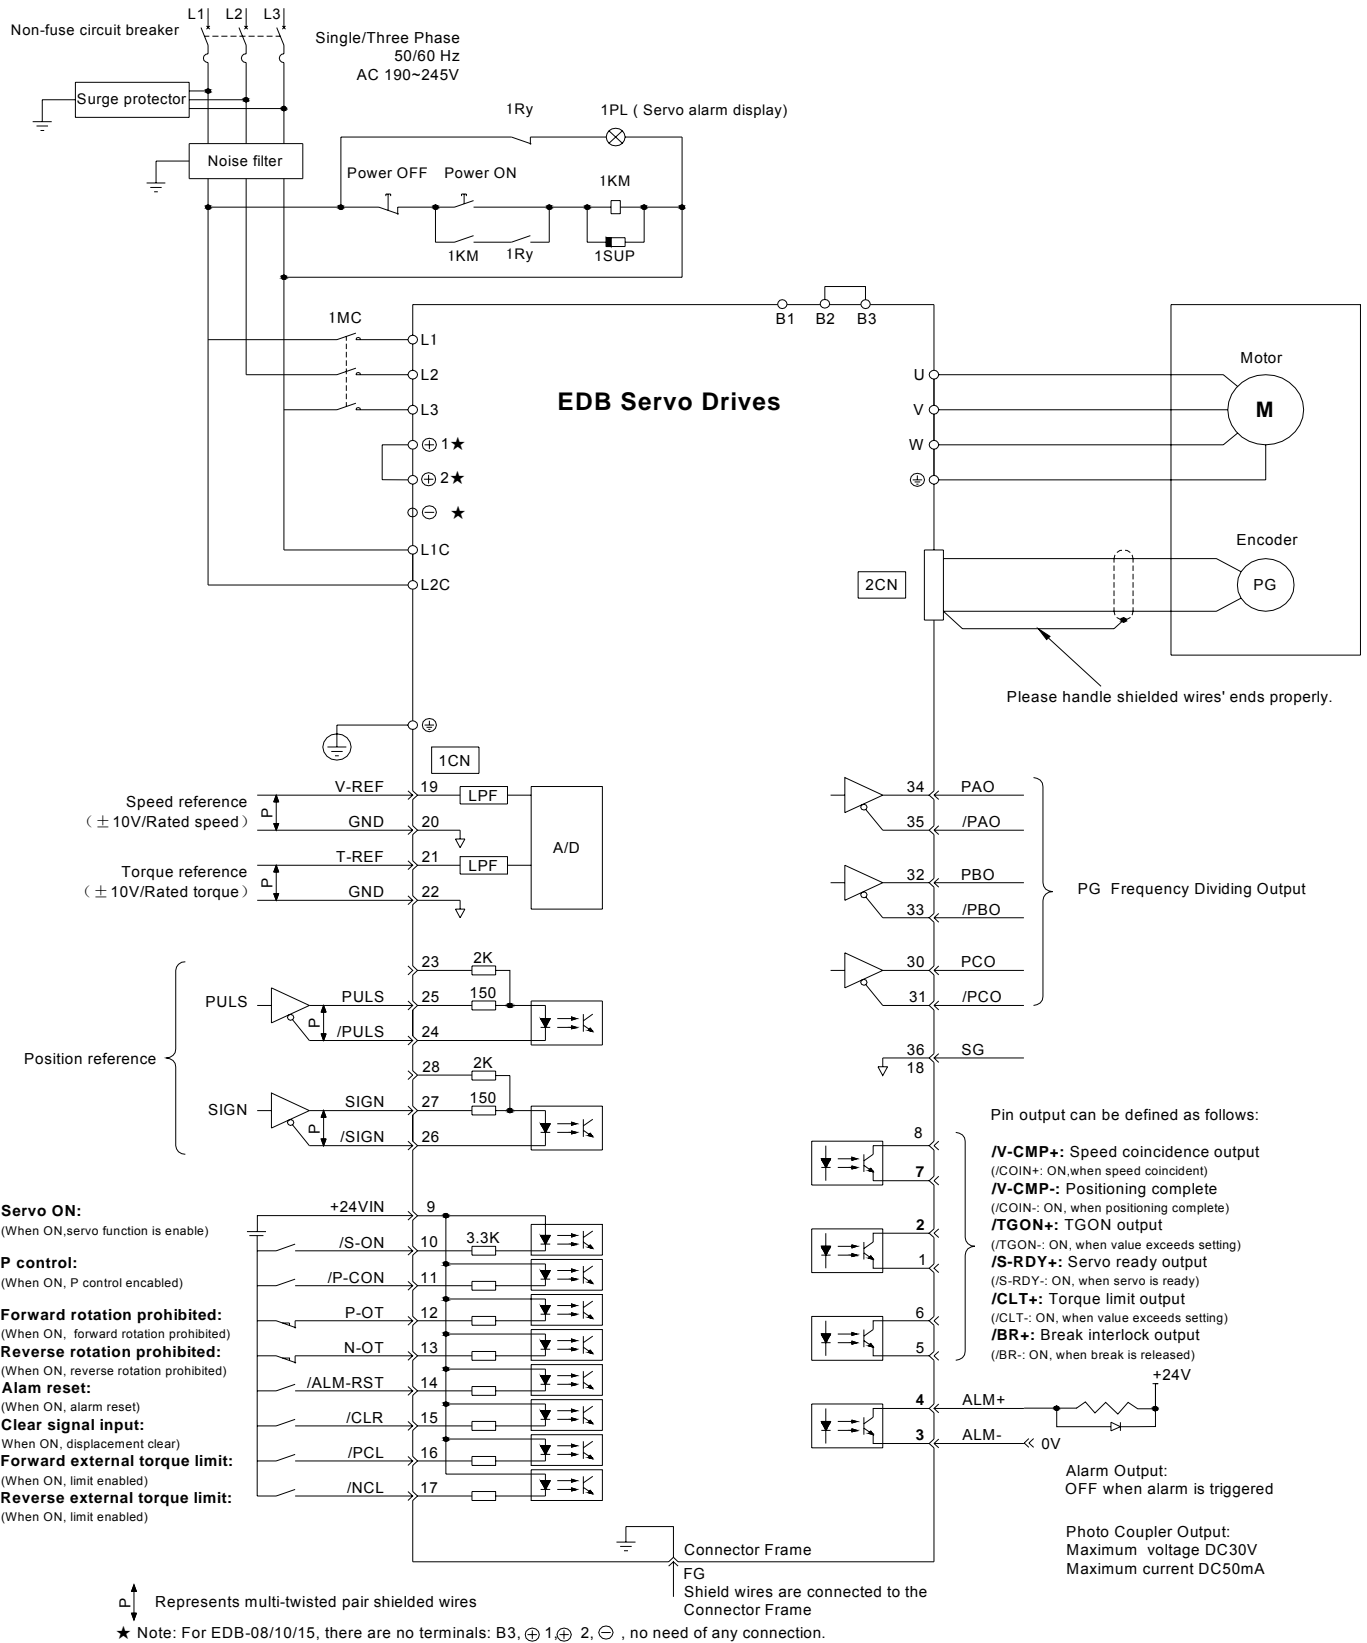 L1 L2 L3
Non-fuse circuit breaker
Single/Three Phase
50/60 Hz
AC 190~245V
Surge protector
1Ry
1PL ( Servo alarm display)
Noise filter
Power OFF
Power ON
1KM
1KM
1Ry
1SUP
1MC
B1 B2 B3
L1
L2
L3
EDB Servo Drives
U
V
W
Motor
M
⊕ 1★
⊕ 2★
⊖ ★
L1C
L2C
2CN
Encoder
PG
Please handle shielded wires' ends properly.
1CN
Speed reference
(±10V/Rated speed)
P
V-REF 19 LPF
GND 20
Torque reference
(±10V/Rated torque)
P
T-REF 21 LPF
GND 22
A/D
34 PAO
35 /PAO
32 PBO
33 /PBO
30 PCO
31 /PCO
PG Frequency Dividing Output
36 SG
18
Position reference
23 2K
PULS PULS 25 150
P
/PULS 24
28 2K
SIGN SIGN 27 150
P
/SIGN 26
Servo ON:
(When ON,servo function is enable)
P control:
(When ON, P control encabled)
Forward rotation prohibited:
(When ON, forward rotation prohibited)
Reverse rotation prohibited:
(When ON, reverse rotation prohibited)
Alam reset:
(When ON, alarm reset)
Clear signal input:
When ON, displacement clear)
Forward external torque limit:
(When ON, limit enabled)
Reverse external torque limit:
(When ON, limit enabled)
+24VIN 9
/S-ON 10 3.3K
/P-CON 11
P-OT 12
N-OT 13
/ALM-RST 14
/CLR 15
/PCL 16
/NCL 17
8
7
2
1
6
5
Pin output can be defined as follows:
/V-CMP+: Speed coincidence output
(/COIN+: ON,when speed coincident)
/V-CMP-: Positioning complete
(/COIN-: ON, when positioning complete)
/TGON+: TGON output
(/TGON-: ON, when value exceeds setting)
/S-RDY+: Servo ready output
(/S-RDY-: ON, when servo is ready)
/CLT+: Torque limit output
(/CLT-: ON, when value exceeds setting)
/BR+: Break interlock output
(/BR-: ON, when break is released)
+24V
4 ALM+
3 ALM- 0V
Alarm Output:
OFF when alarm is triggered
Photo Coupler Output:
Maximum voltage DC30V
Maximum current DC50mA
Connector Frame
FG
Shield wires are connected to the
Connector Frame
P Represents multi-twisted pair shielded wires
★ Note: For EDB-08/10/15, there are no terminals: B3, ⊕ 1,⊕ 2, ⊖ , no need of any connection.